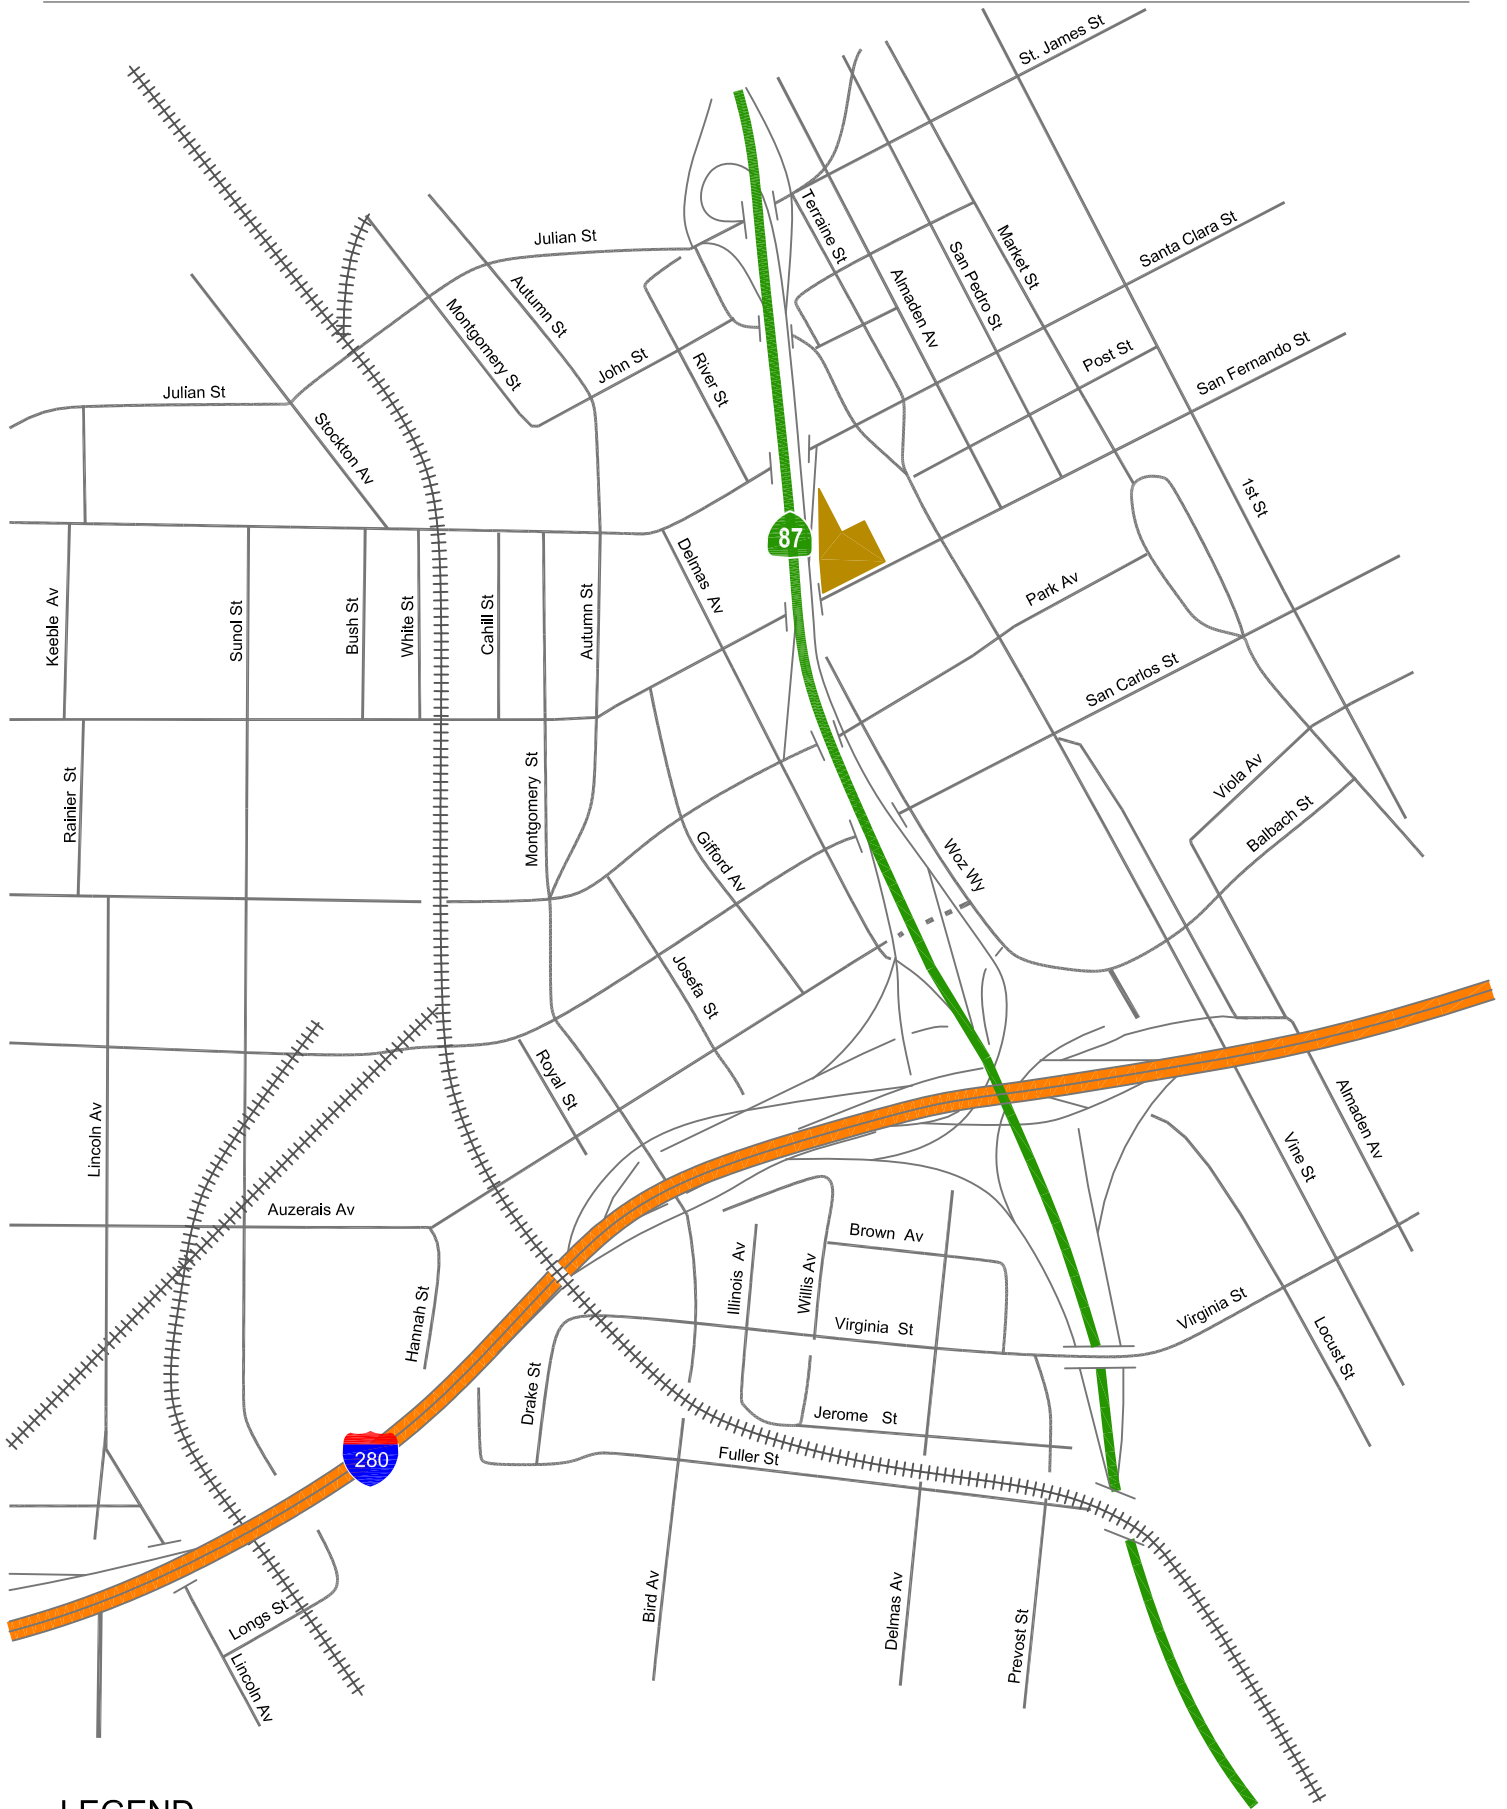 St. James St
Terraine St
Santa Clara St
Market St
San Pedro St
Almaden Av
Julian St
Autumn St
Montgomery St
John St
River St
Post St
San Fernando St
Julian St
Stockton Av
1st St
87
Delmas Av
Park Av
Keeble Av
Sunol St
Bush St
White St
Cahill St
Autumn St
San Carlos St
Rainier St
Montgomery St
Viola Av
Balbach St
Gifford Av
Woz Wy
Josefa St
Royal St
Lincoln Av
Almaden Av
Vine St
Auzerais Av
Brown Av
Illinois Av
Willis Av
Hannah St
Virginia St
Virginia St
Locust St
Drake St
Jerome St
Fuller St
280
Bird Av
Delmas Av
Prevost St
Longs St
Lincoln Av
LEGEND